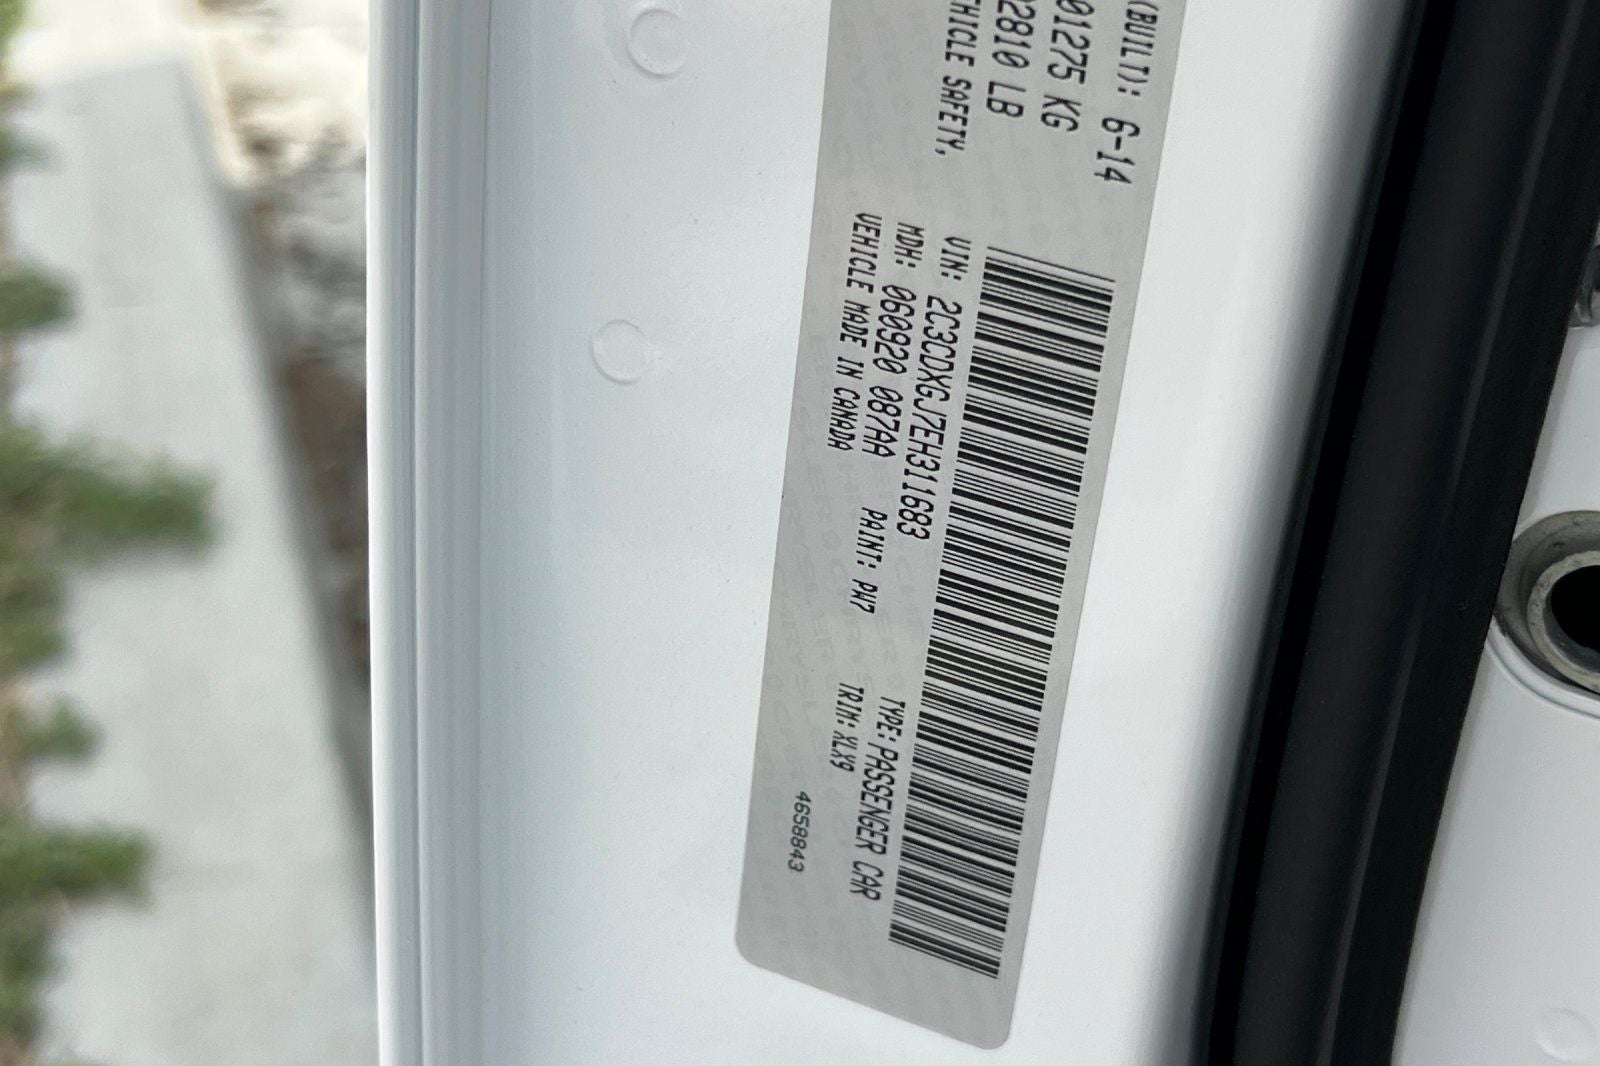 (BUILT): 6-14
01275 KG
02810 LB
VEHICLE SAFETY,
VIN: 2C3CDXGJ7EH311683
TYPE: PASSENGER CAR
MDH: 060920 087AA PAINT: PW7 TRIM: XLX9
VEHICLE MADE IN CANADA
4658843